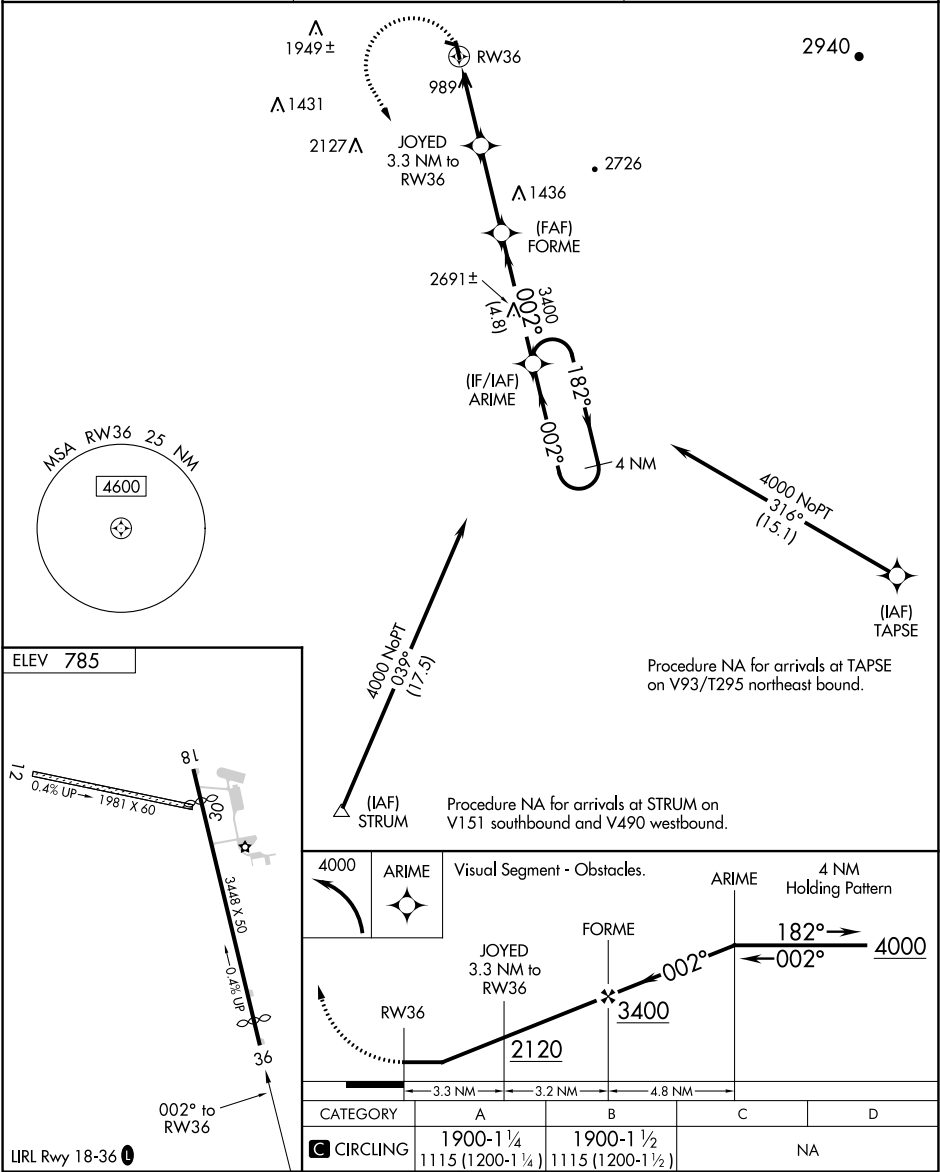 1949 ±
RW36
2940
989
1431
2127
JOYED
3.3 NM to
RW36
2726
1436
(FAF)
FORME
2691±
(4.8)
002°
3400
(IF/IAF)
ARIME
182°
002°
4 NM
MSA RW36 25 NM
4600
4000 NoPT
316°
(15.1)
(IAF)
TAPSE
4000 NoPT
039°
(17.5)
Procedure NA for arrivals at TAPSE
on V93/T295 northeast bound.
(IAF)
STRUM
Procedure NA for arrivals at STRUM on
V151 southbound and V490 westbound.
ELEV 785
18
12
0.4% UP
1981 X 60
30
3448 X 50
0.4% UP
36
002° to
RW36
LIRL Rwy 18-36 L
4000
ARIME
Visual Segment - Obstacles.
ARIME
4 NM
Holding Pattern
FORME
182°
002°
4000
JOYED
3.3 NM to
RW36
002°
RW36
3400
2120
3.3 NM
3.2 NM
4.8 NM
CATEGORY A B C D
C CIRCLING 1900-1¼ 1900-1½ NA
1115 (1200-1¼) 1115 (1200-1½)